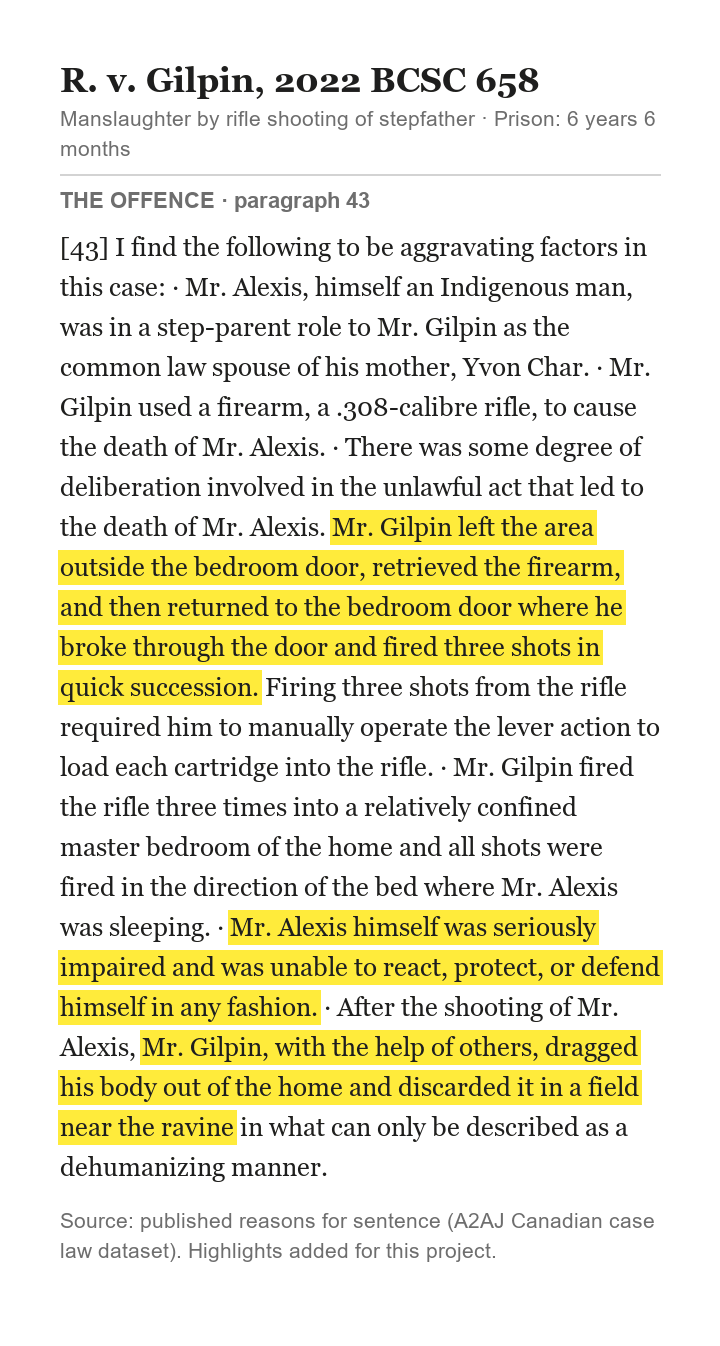 R. v. Gilpin, 2022 BCSC 658
Manslaughter by rifle shooting of stepfather · Prison: 6 years 6
months
THE OFFENCE · paragraph 43
[43] I find the following to be aggravating factors in
this case: · Mr. Alexis, himself an Indigenous man,
was in a step-parent role to Mr. Gilpin as the
common law spouse of his mother, Yvon Char. · Mr.
Gilpin used a firearm, a .308-calibre rifle, to cause
the death of Mr. Alexis. · There was some degree of
deliberation involved in the unlawful act that led to
the death of Mr. Alexis. Mr. Gilpin left the area
outside the bedroom door, retrieved the firearm,
and then returned to the bedroom door where he
broke through the door and fired three shots in
quick succession. Firing three shots from the rifle
required him to manually operate the lever action to
load each cartridge into the rifle. · Mr. Gilpin fired
the rifle three times into a relatively confined
master bedroom of the home and all shots were
fired in the direction of the bed where Mr. Alexis
was sleeping. · Mr. Alexis himself was seriously
impaired and was unable to react, protect, or defend
himself in any fashion. · After the shooting of Mr.
Alexis, Mr. Gilpin, with the help of others, dragged
his body out of the home and discarded it in a field
near the ravine in what can only be described as a
dehumanizing manner.
Source: published reasons for sentence (A2AJ Canadian case
law dataset). Highlights added for this project.